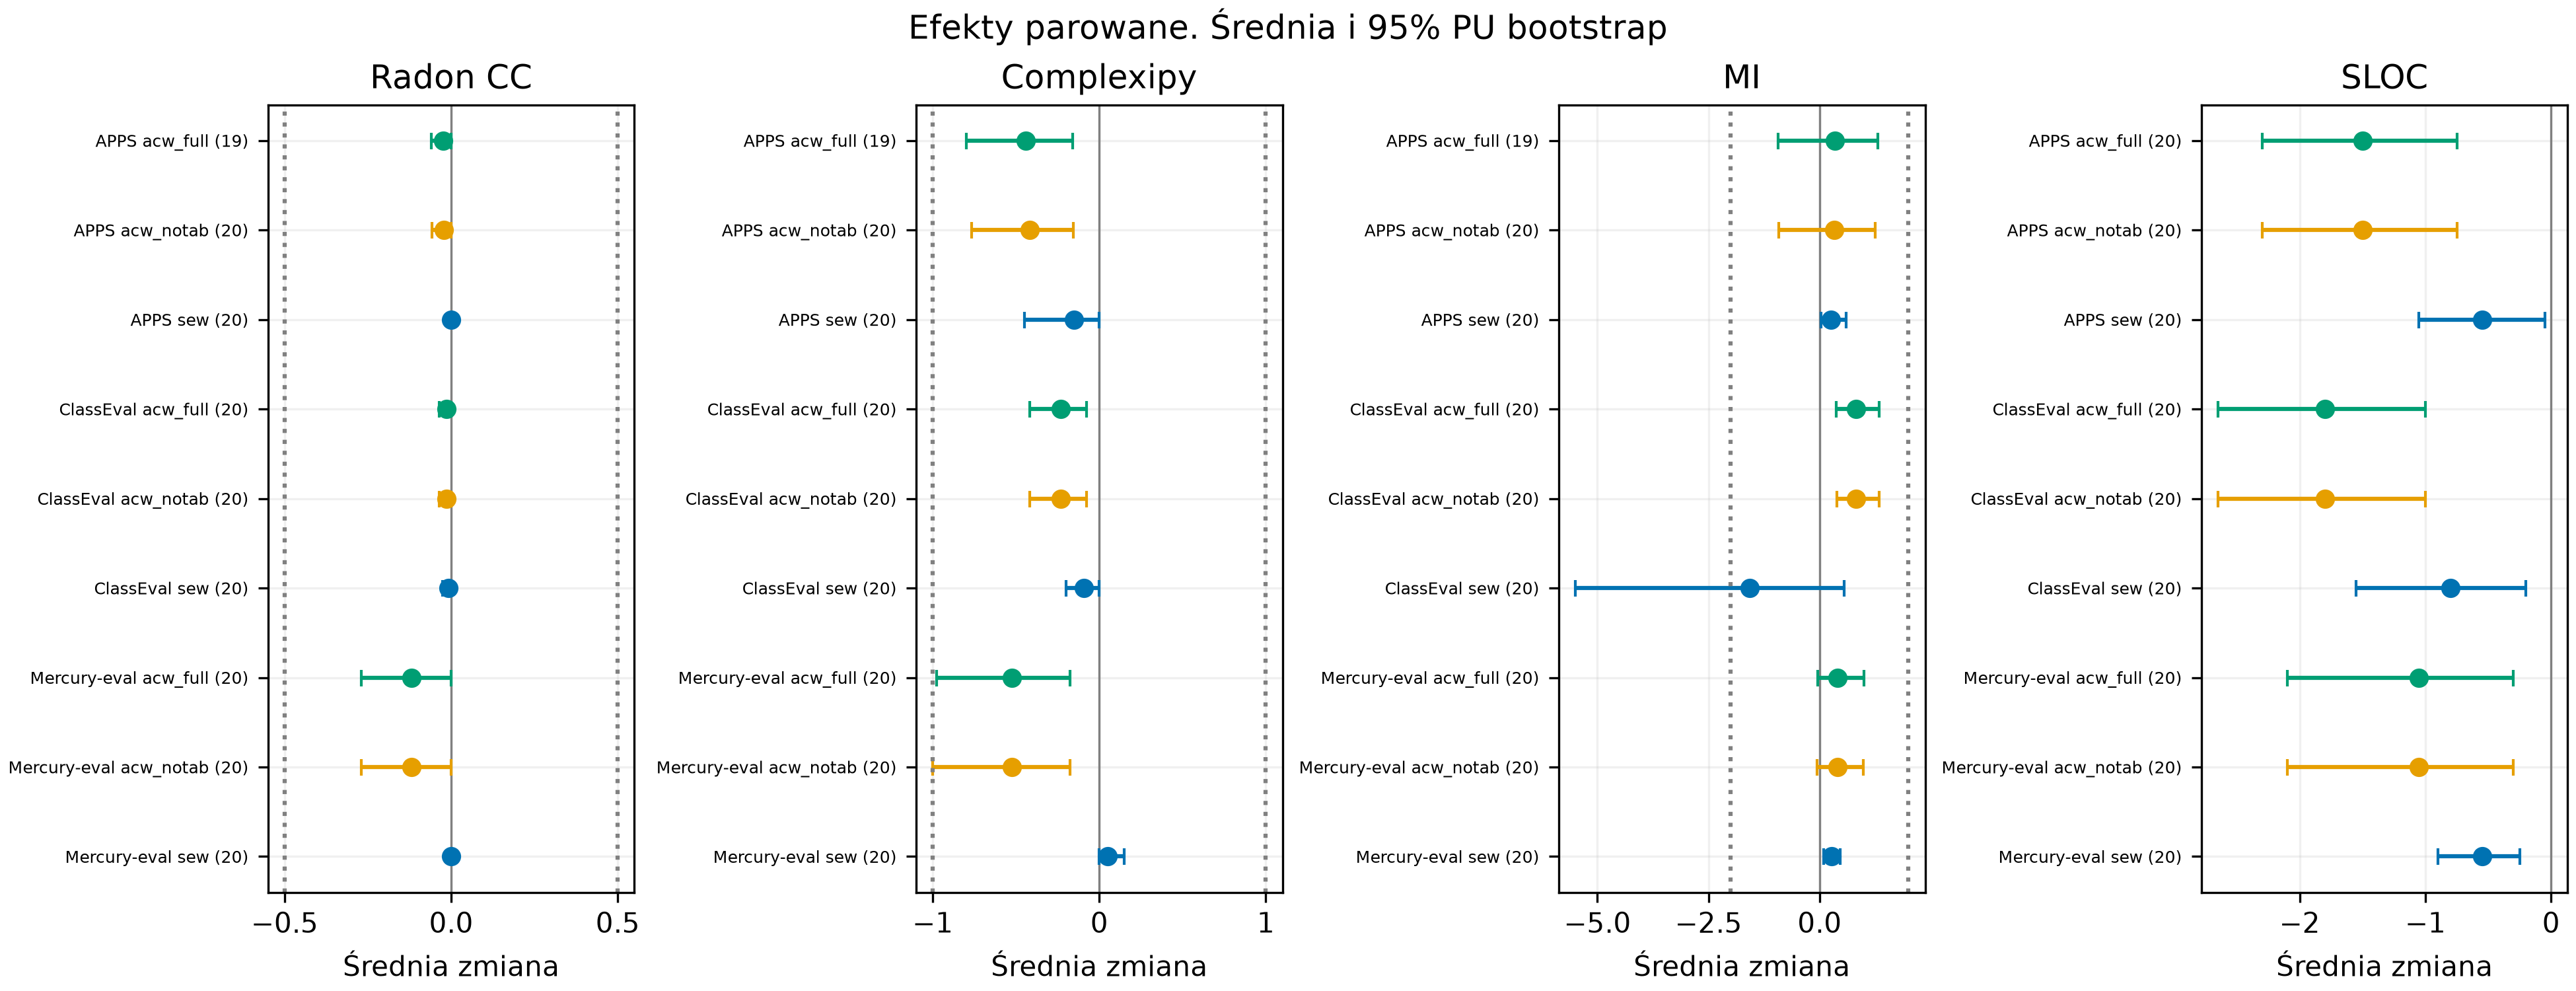 Efekty parowane. Średnia i 95% PU bootstrap
Radon CC
APPS acw_full (19)
APPS acw_notab (20)
APPS sew (20)
ClassEval acw_full (20)
ClassEval acw_notab (20)
ClassEval sew (20)
Mercury-eval acw_full (20)
Mercury-eval acw_notab (20)
Mercury-eval sew (20)
−0.5 0.0 0.5
Średnia zmiana
Complexipy
APPS acw_full (19)
APPS acw_notab (20)
APPS sew (20)
ClassEval acw_full (20)
ClassEval acw_notab (20)
ClassEval sew (20)
Mercury-eval acw_full (20)
Mercury-eval acw_notab (20)
Mercury-eval sew (20)
−1 0 1
Średnia zmiana
MI
APPS acw_full (19)
APPS acw_notab (20)
APPS sew (20)
ClassEval acw_full (20)
ClassEval acw_notab (20)
ClassEval sew (20)
Mercury-eval acw_full (20)
Mercury-eval acw_notab (20)
Mercury-eval sew (20)
−5.0 −2.5 0.0
Średnia zmiana
SLOC
APPS acw_full (20)
APPS acw_notab (20)
APPS sew (20)
ClassEval acw_full (20)
ClassEval acw_notab (20)
ClassEval sew (20)
Mercury-eval acw_full (20)
Mercury-eval acw_notab (20)
Mercury-eval sew (20)
−2 −1 0
Średnia zmiana